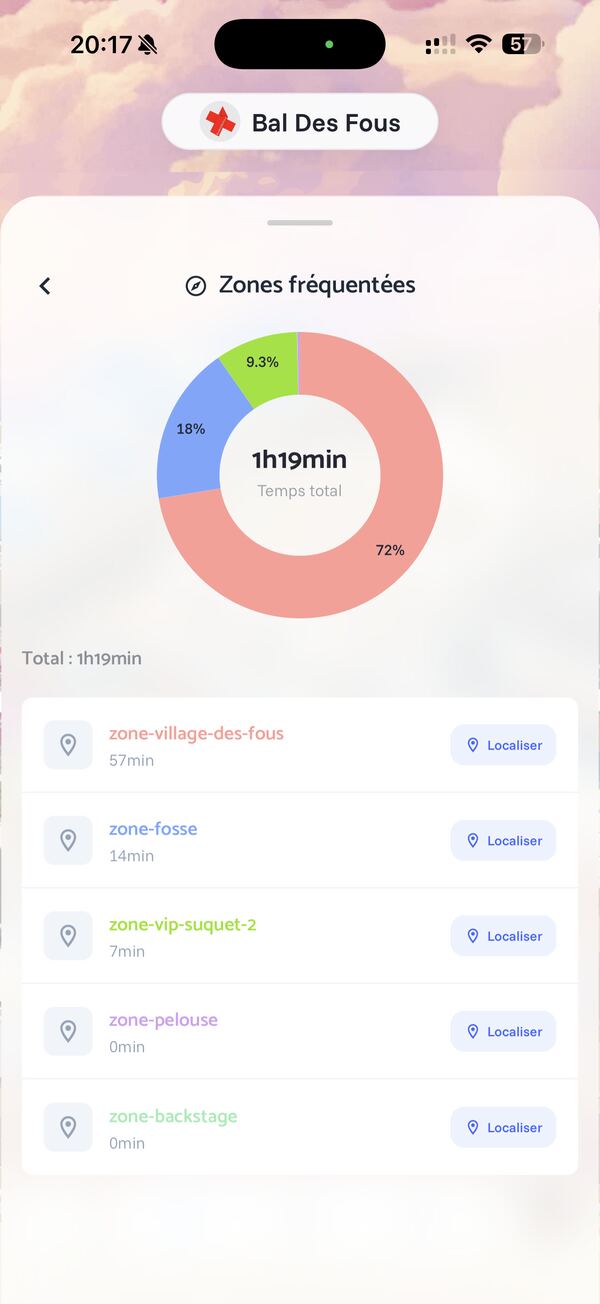 20:17
57
Bal Des Fous
Zones fréquentées
9.3%
18%
1h19min
Temps total
72%
Total : 1h19min
zone-village-des-fous
57min
Localiser
zone-fosse
14min
Localiser
zone-vip-suquet-2
7min
Localiser
zone-pelouse
0min
Localiser
zone-backstage
0min
Localiser